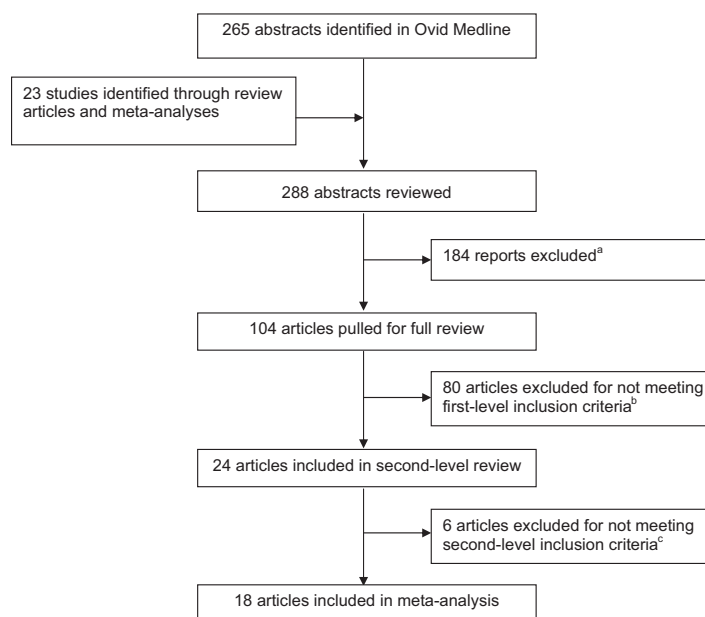 265 abstracts identified in Ovid Medline
23 studies identified through review
articles and meta-analyses
288 abstracts reviewed
184 reports excludedᵃ
104 articles pulled for full review
80 articles excluded for not meeting
first-level inclusion criteriaᵇ
24 articles included in second-level review
6 articles excluded for not meeting
second-level inclusion criteriaᶜ
18 articles included in meta-analysis